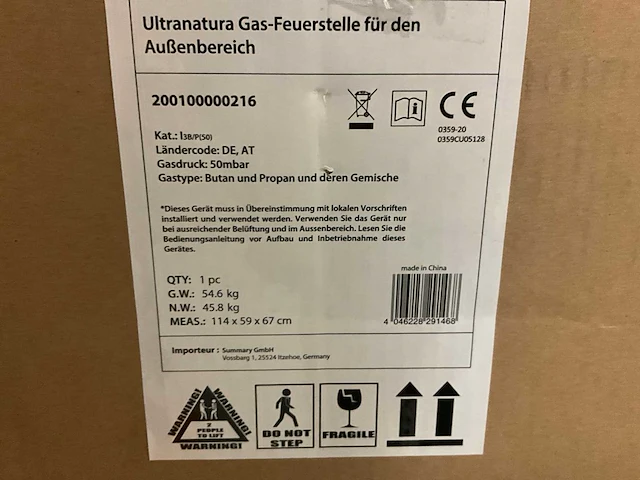 Ultranatura Gas-Feuerstelle für den
Außenbereich
200100000216
CE
0359-20
0359CU05128
Kat.: I3B/P(50)
Ländercode: DE, AT
Gasdruck: 50mbar
Gastype: Butan und Propan und deren Gemische
*Dieses Gerät muss in Übereinstimmung mit lokalen Vorschriften
installiert und verwendet werden. Verwenden Sie das Gerät nur
bei ausreichender Belüftung und im Aussenbereich. Lesen Sie die
Bedienungsanleitung vor Aufbau und Inbetriebnahme dieses
Gerätes.
QTY: 1 pc
G.W.: 54.6 kg
N.W.: 45.8 kg
MEAS.: 114 x 59 x 67 cm
made in China
4 046228 291468
Importeur : Summary GmbH
Vossbarg 1, 25524 Itzehoe, Germany
WARNING! WARNING!
2
PEOPLE
TO LIFT
WARNING!
DO NOT
STEP
FRAGILE